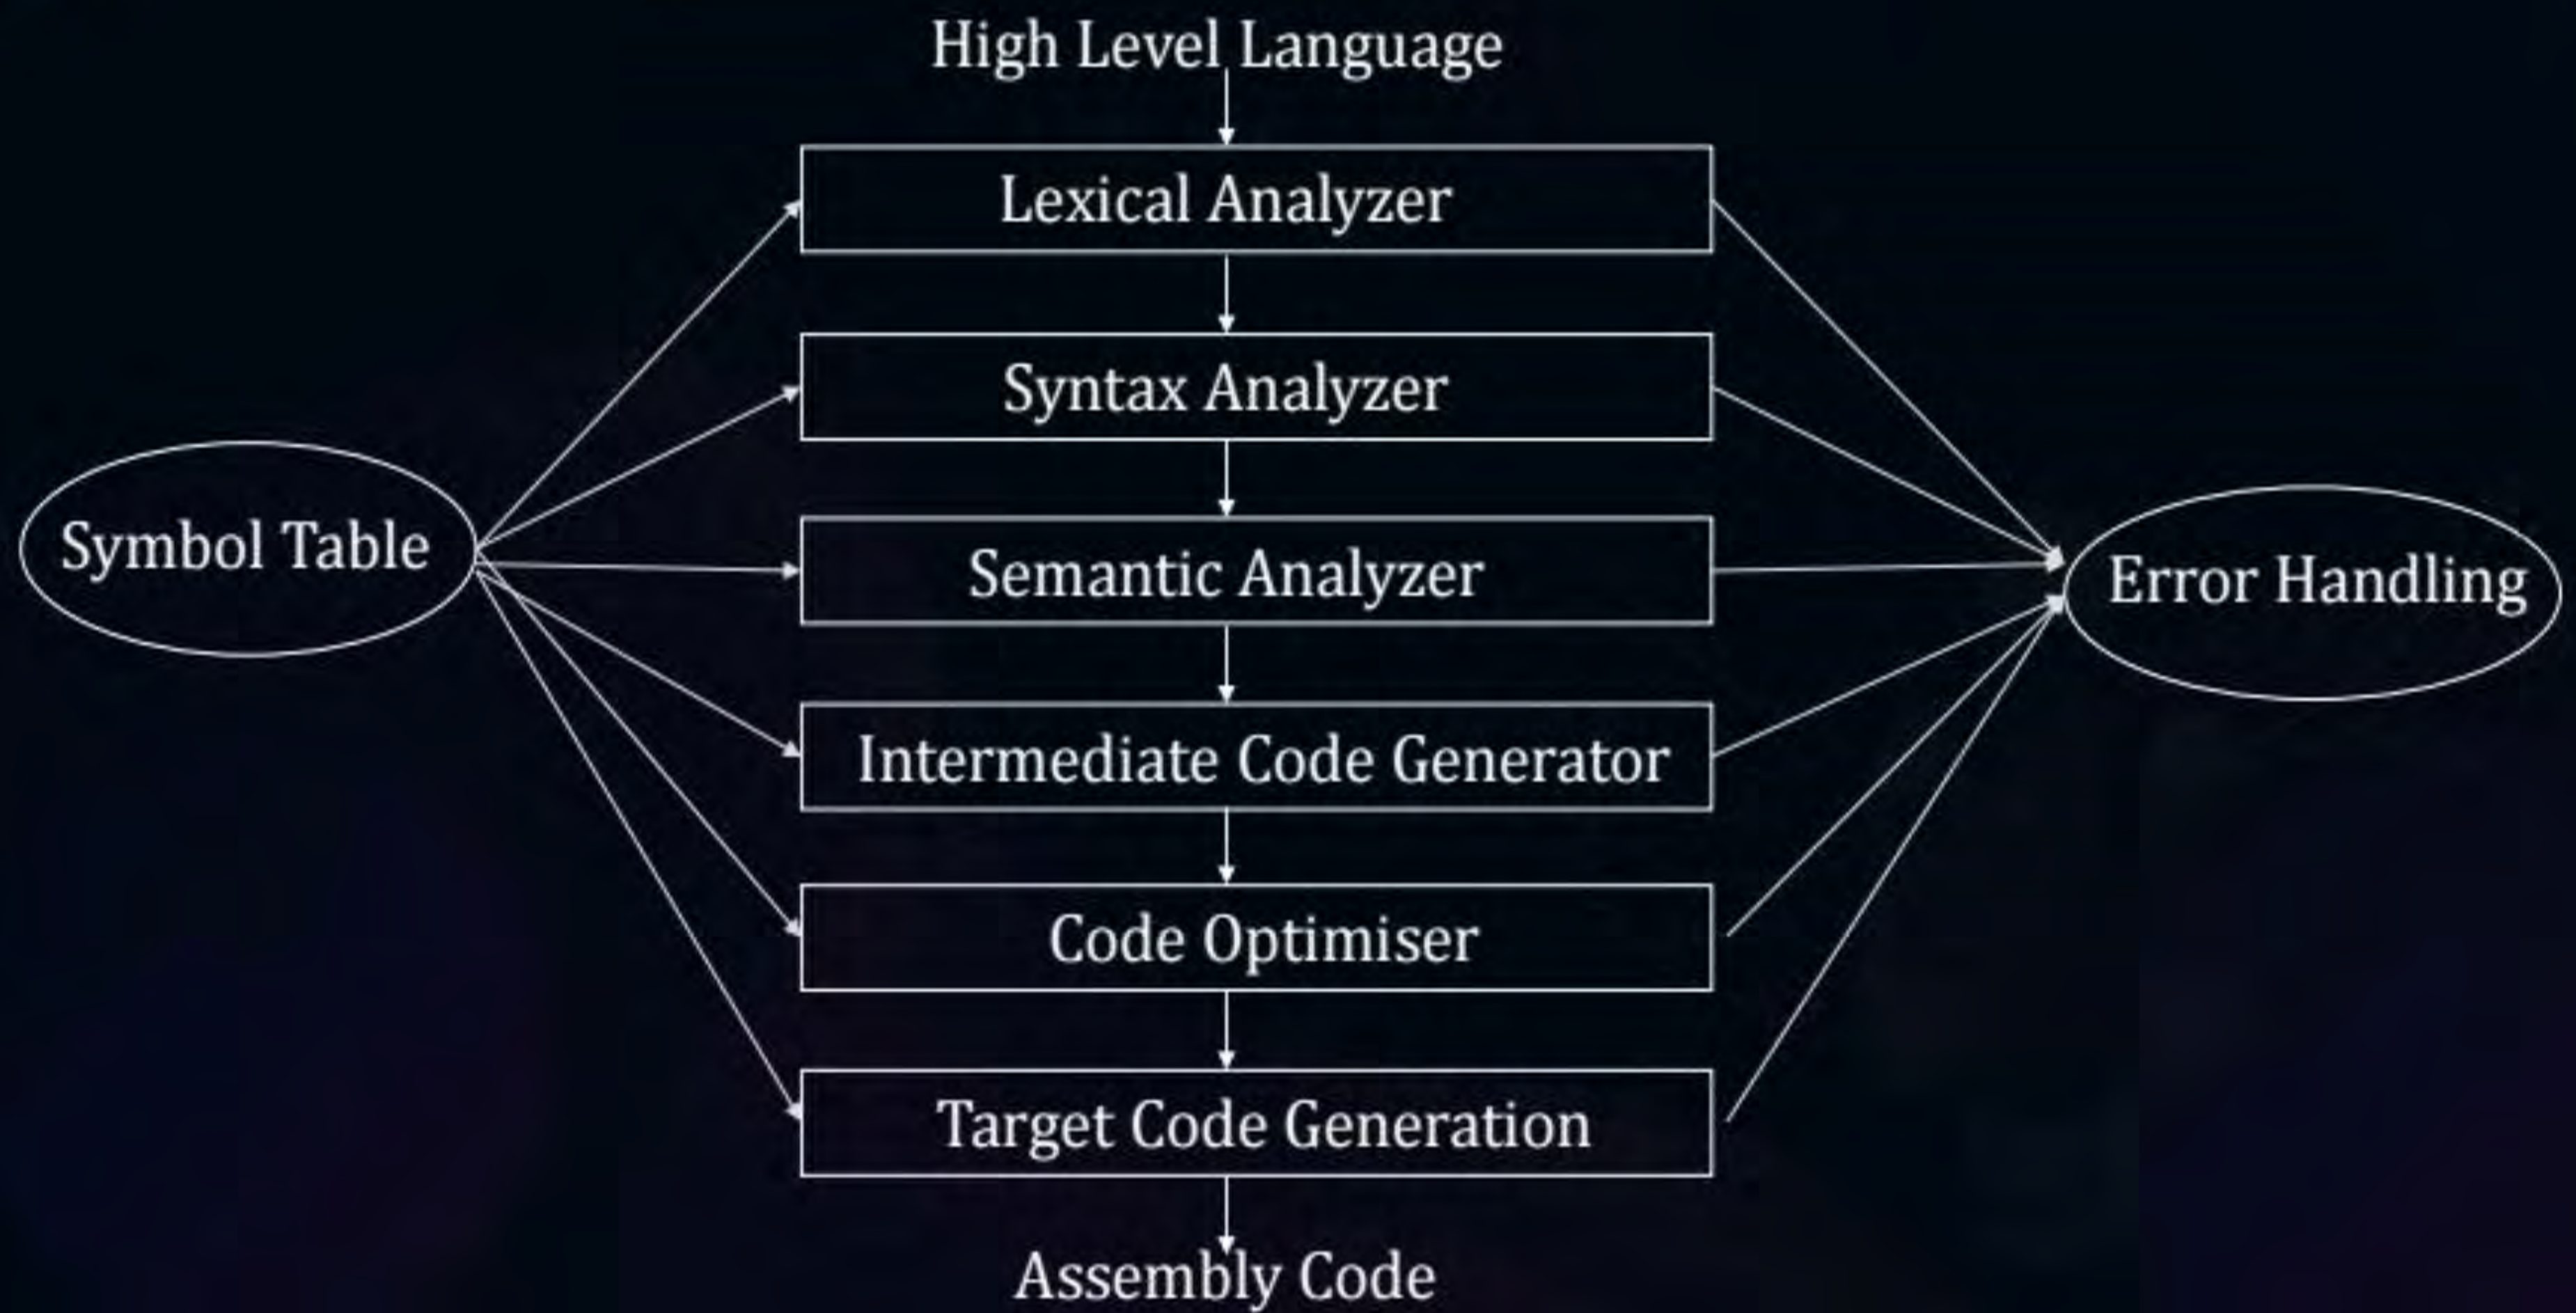 High Level Language
Lexical Analyzer
Syntax Analyzer
Symbol Table
Semantic Analyzer
Error Handling
Intermediate Code Generator
Code Optimiser
Target Code Generation
Assembly Code